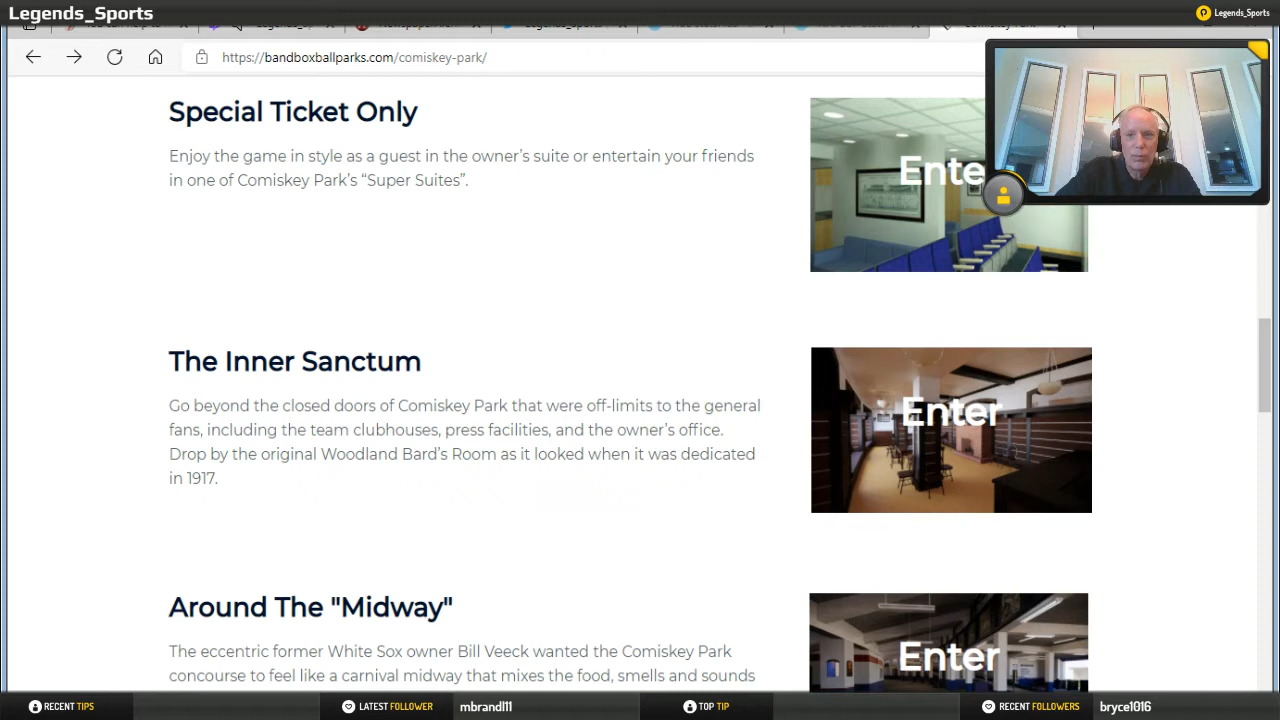 Legends_Sports
Legends_Sports
https://bandboxballparks.com/comiskey-park/
Special Ticket Only
Enjoy the game in style as a guest in the owner's suite or entertain your friends
in one of Comiskey Park's “Super Suites”.
Ente
The Inner Sanctum
Go beyond the closed doors of Comiskey Park that were off-limits to the general
fans, including the team clubhouses, press facilities, and the owner's office.
Drop by the original Woodland Bard's Room as it looked when it was dedicated
in 1917.
Enter
Around The "Midway"
The eccentric former White Sox owner Bill Veeck wanted the Comiskey Park
concourse to feel like a carnival midway that mixes the food, smells and sounds
Enter
RECENT TIPS
LATEST FOLLOWER
mbrandl11
TOP TIP
RECENT FOLLOWERS
bryce1016